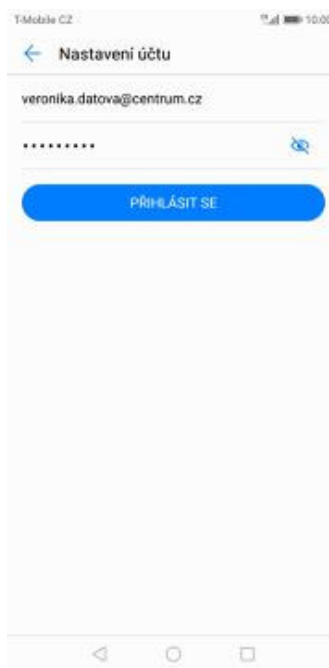 T-Mobile CZ 10:00
Nastavení účtu
veronika.datova@centrum.cz
•••••••••
PŘIHLÁSIT SE